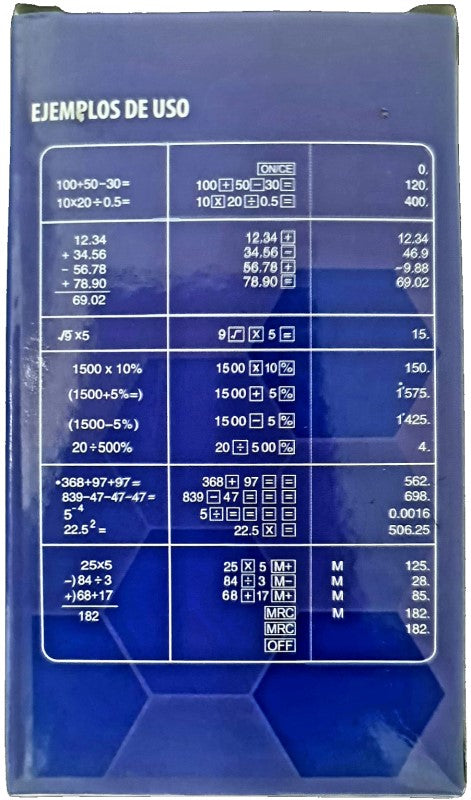 EJEMPLOS DE USO
ON/CE 0.
100+50−30= 100 + 50 − 30 = 120.
10×20÷0.5= 10 X 20 ÷ 0.5 = 400.
12.34 12.34 + 12.34
+ 34.56 34.56 − 46.9
− 56.78 56.78 + −9.88
+ 78.90 78.90 = 69.02
69.02
√9 ×5 9 √ X 5 = 15.
1500 x 10% 1500 X 10 % 150.
(1500+5%=) 1500 + 5 % 1'575.
(1500−5%) 1500 − 5 % 1'425.
20÷500% 20 ÷ 500 % 4.
•368+97+97= 368 + 97 = = 562.
839-47-47-47= 839 − 47 = = = 698.
5⁻⁴ 5 ÷ = = = = = 0.0016
22.5² = 22.5 X = 506.25
25×5 25 X 5 M+ M 125.
−)84÷3 84 ÷ 3 M− M 28.
+)68+17 68 + 17 M+ M 85.
182 MRC M 182.
MRC 182.
OFF